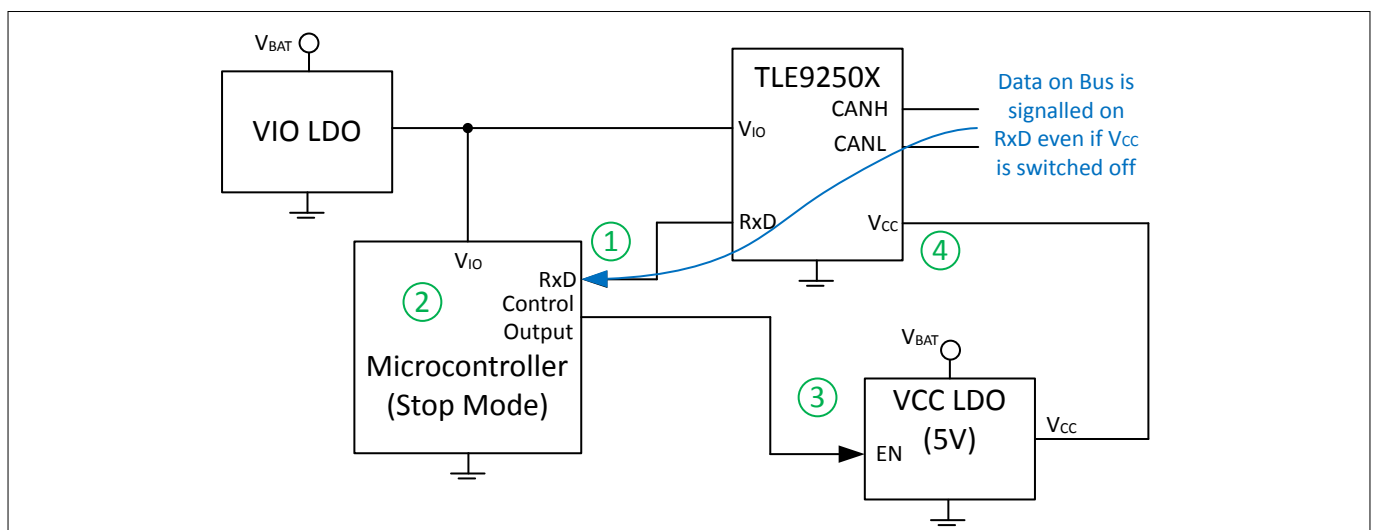 VBAT
VIO LDO
TLE9250X
CANH
VIO
CANL
RxD
VCC
Data on Bus is
signalled on
RxD even if VCC
is switched off
1
2
3
4
VIO
RxD
Control
Output
Microcontroller
(Stop Mode)
VBAT
VCC LDO
(5V)
EN
VCC